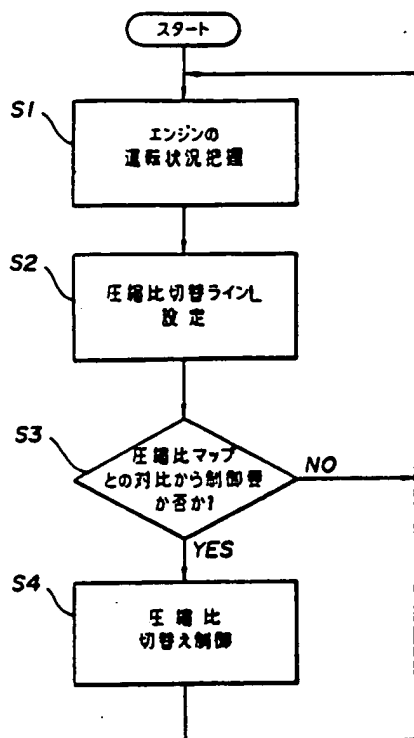 スタート
S1
エンジンの
運転状況把握
S2
圧縮比切替ラインL
設定
S3
圧縮比マップ
との対比から制御要
か否か?
NO
YES
S4
圧縮比
切替え制御